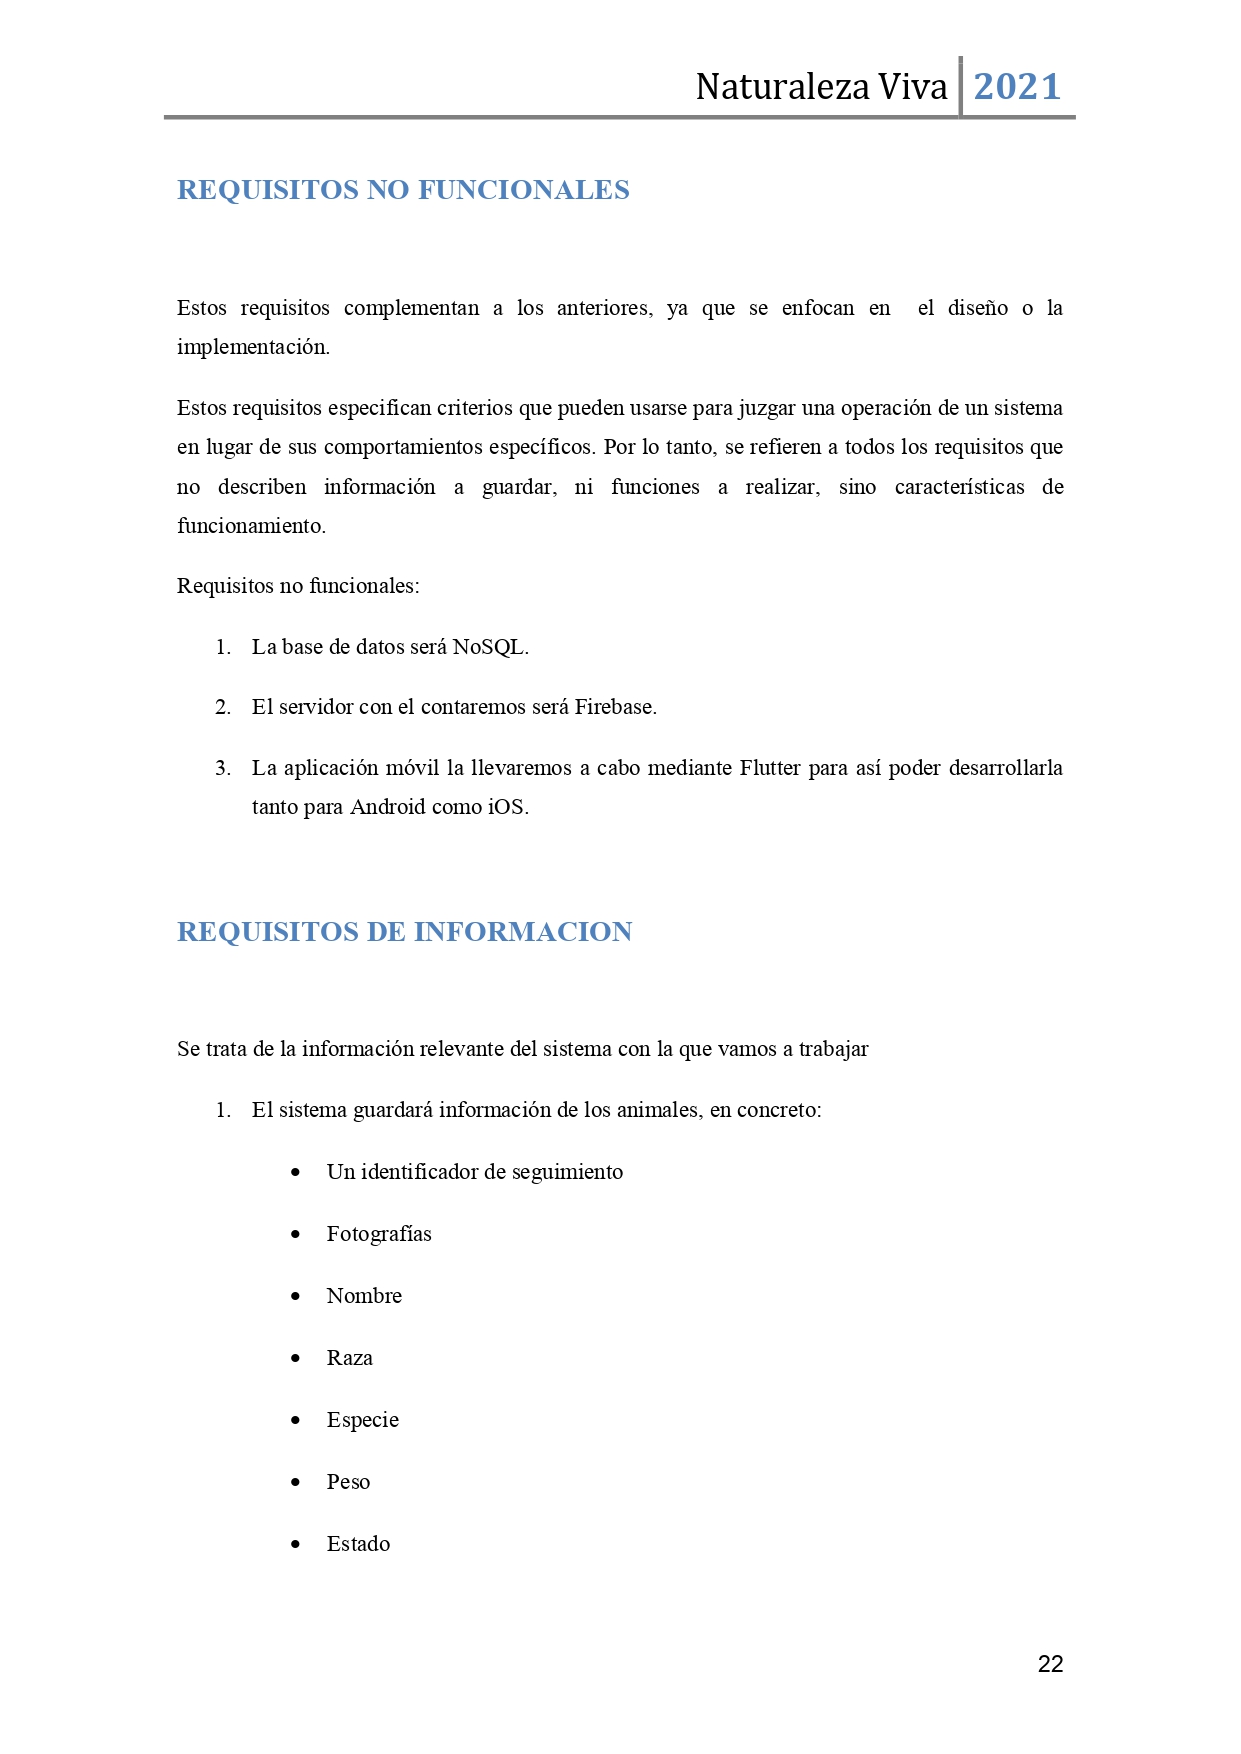 Naturaleza Viva 2021
REQUISITOS NO FUNCIONALES
Estos requisitos complementan a los anteriores, ya que se enfocan en el diseño o la
implementación.
Estos requisitos especifican criterios que pueden usarse para juzgar una operación de un sistema
en lugar de sus comportamientos específicos. Por lo tanto, se refieren a todos los requisitos que
no describen información a guardar, ni funciones a realizar, sino características de
funcionamiento.
Requisitos no funcionales:
1. La base de datos será NoSQL.
2. El servidor con el contaremos será Firebase.
3. La aplicación móvil la llevaremos a cabo mediante Flutter para así poder desarrollarla
tanto para Android como iOS.
REQUISITOS DE INFORMACION
Se trata de la información relevante del sistema con la que vamos a trabajar
1. El sistema guardará información de los animales, en concreto:
• Un identificador de seguimiento
• Fotografías
• Nombre
• Raza
• Especie
• Peso
• Estado
22